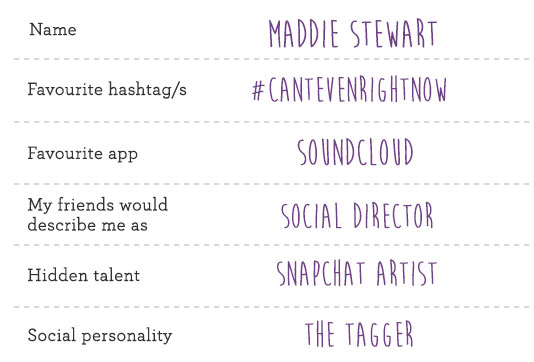 Name MADDIE STEWART
Favourite hashtag/s #CANTEVENRIGHTNOW
Favourite app SOUNDCLOUD
My friends would
describe me as SOCIAL DIRECTOR
Hidden talent SNAPCHAT ARTIST
Social personality THE TAGGER